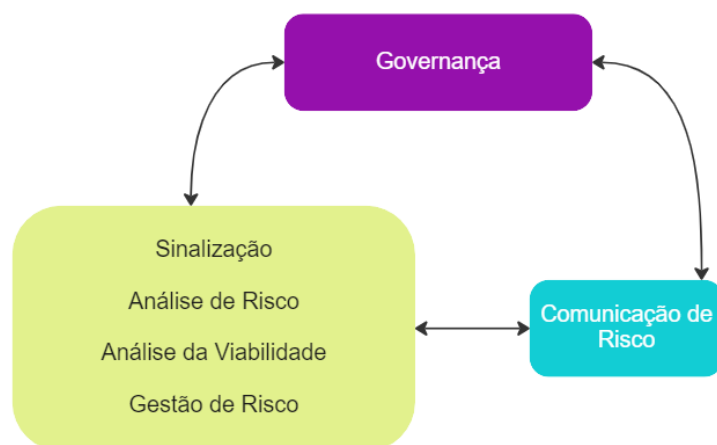 Governança
Sinalização
Análise de Risco
Análise da Viabilidade
Gestão de Risco
Comunicação de
Risco